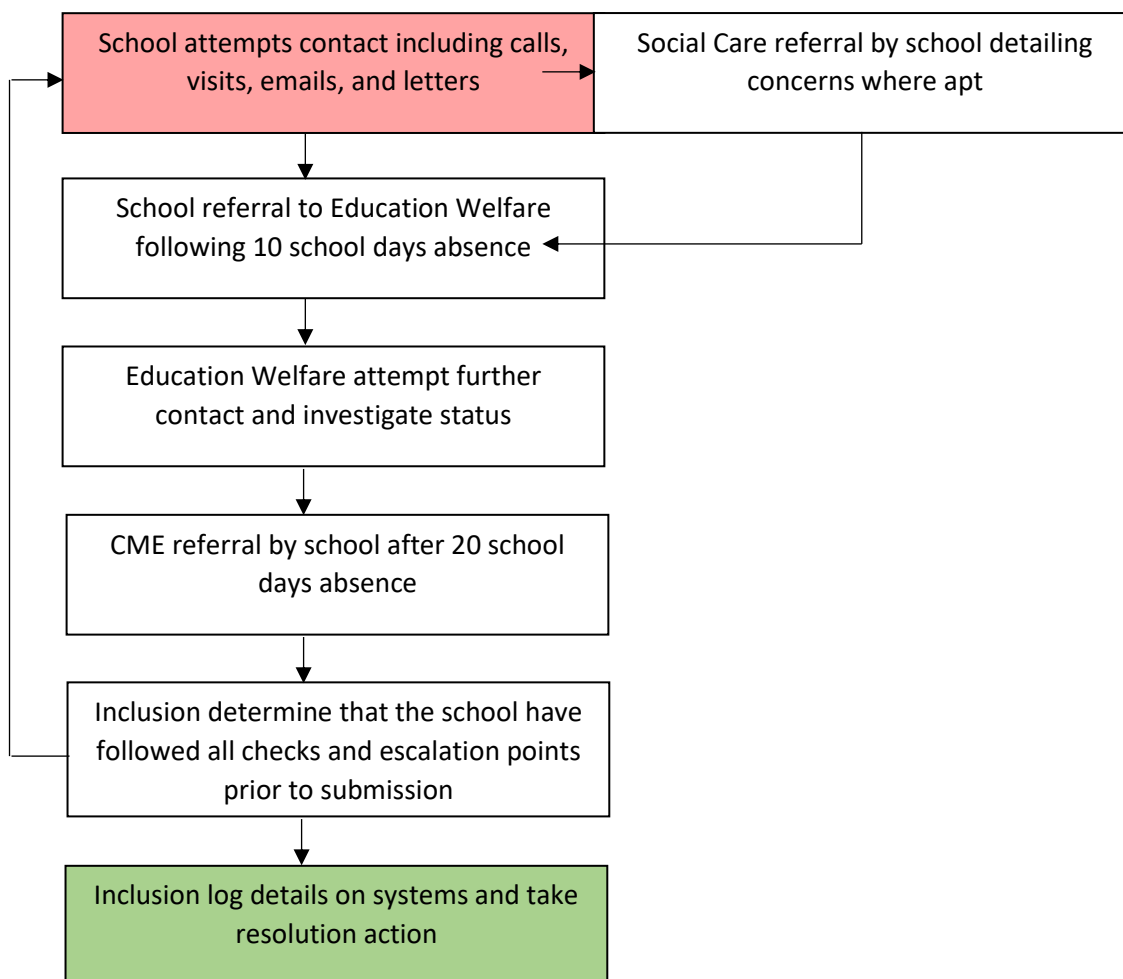 School attempts contact including calls,
visits, emails, and letters
Social Care referral by school detailing
concerns where apt
School referral to Education Welfare
following 10 school days absence
Education Welfare attempt further
contact and investigate status
CME referral by school after 20 school
days absence
Inclusion determine that the school have
followed all checks and escalation points
prior to submission
Inclusion log details on systems and take
resolution action